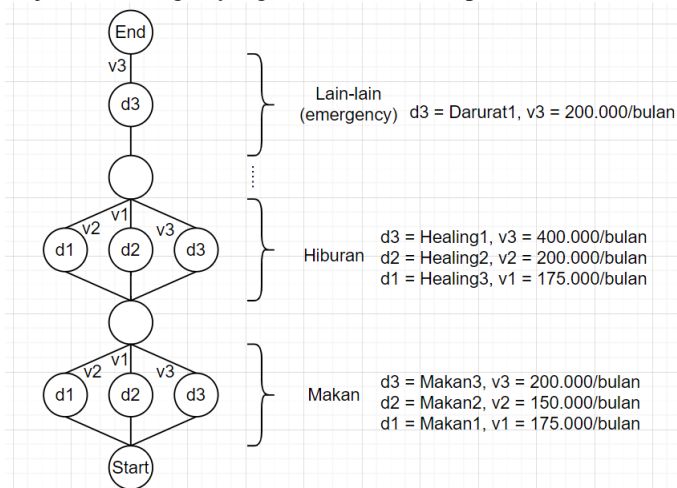 End
v3
d3
Lain-lain
(emergency)
d3 = Darurat1, v3 = 200.000/bulan
v2 v1 v3
d1 d2 d3
Hiburan
d3 = Healing1, v3 = 400.000/bulan
d2 = Healing2, v2 = 200.000/bulan
d1 = Healing3, v1 = 175.000/bulan
v2 v1 v3
d1 d2 d3
Makan
d3 = Makan3, v3 = 200.000/bulan
d2 = Makan2, v2 = 150.000/bulan
d1 = Makan1, v1 = 175.000/bulan
Start